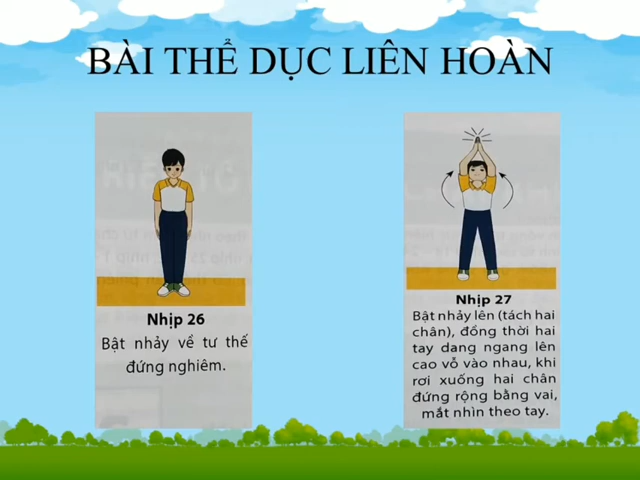 BÀI THỂ DỤC LIÊN HOÀN
Nhịp 26
Bật nhảy về tư thế
đứng nghiêm.
Nhịp 27
Bật nhảy lên (tách hai
chân), đồng thời hai
tay dang ngang lên
cao vỗ vào nhau, khi
rơi xuống hai chân
đứng rộng bằng vai,
mắt nhìn theo tay.